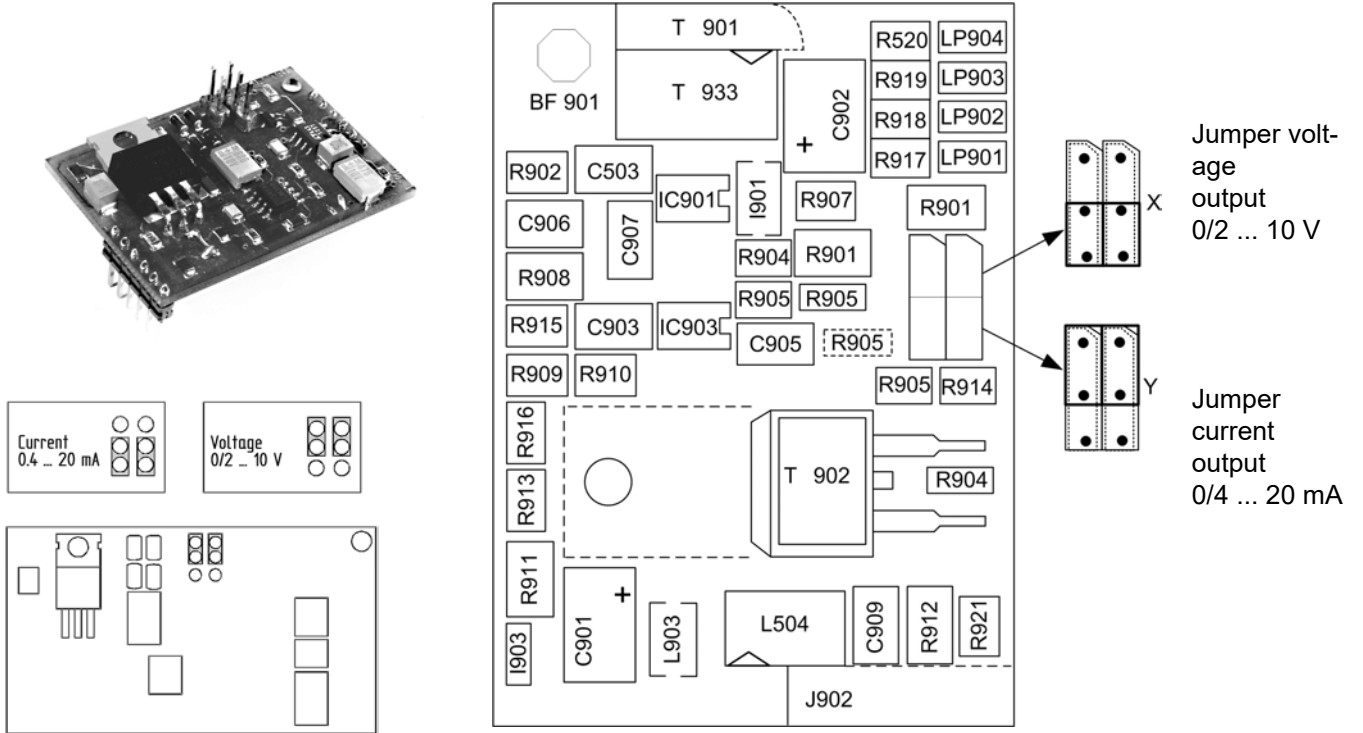 T 901
T 933
BF 901
+
C902
R520
LP904
R919
LP903
R918
LP902
R917
LP901
R902
C503
IC901
I901
R907
R901
C906
C907
R904
R901
R908
R905
R905
R915
C903
IC903
C905
R905
R909
R910
R905
R914
R916
T 902
R904
R913
R911
+
C901
L903
L504
C909
R912
R921
I903
J902
X
Jumper volt-
age
output
0/2 ... 10 V
Y
Jumper
current
output
0/4 ... 20 mA
Current
0.4 ... 20 mA
Voltage
0/2 ... 10 V